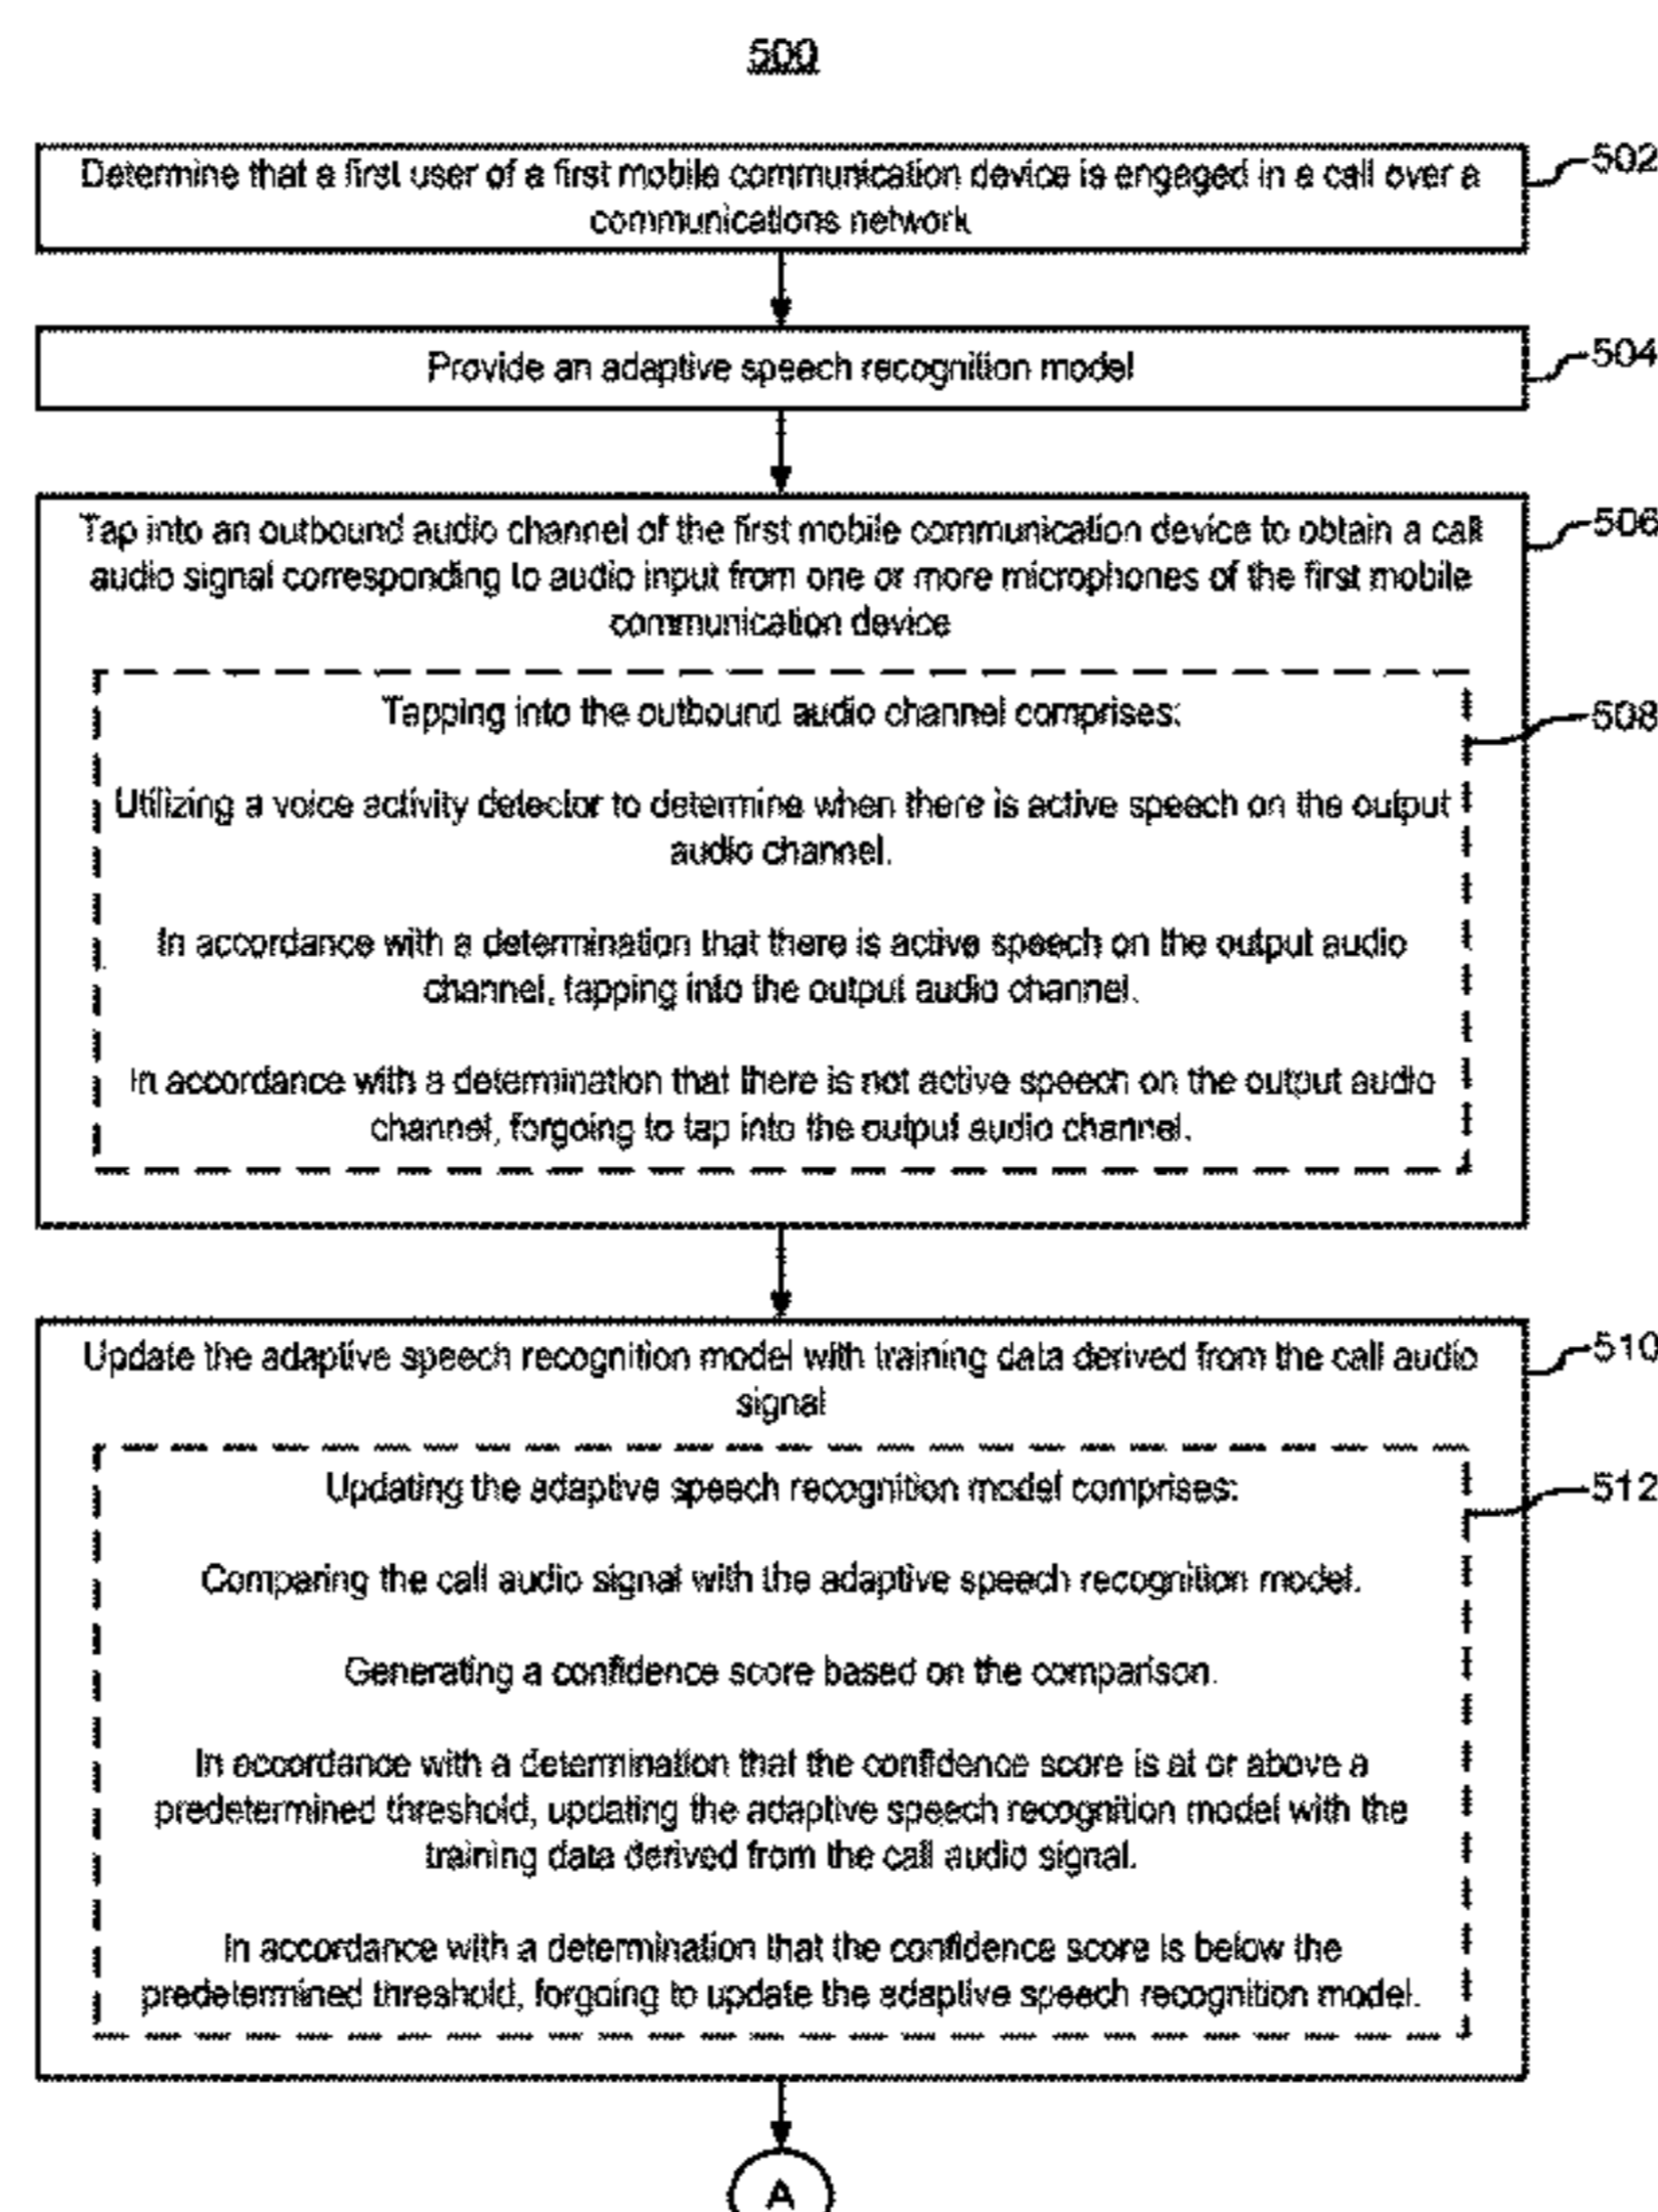 500
Determine that a first user of a first mobile communication device is engaged in a call over a
communications network
502
Provide an adaptive speech recognition model
504
Tap into an outbound audio channel of the first mobile communication device to obtain a call
audio signal corresponding to audio input from one or more microphones of the first mobile
communication device
506
Tapping into the outbound audio channel comprises:
508
Utilizing a voice activity detector to determine when there is active speech on the output
audio channel.
In accordance with a determination that there is active speech on the output audio
channel, tapping into the output audio channel.
In accordance with a determination that there is not active speech on the output audio
channel, forgoing to tap into the output audio channel.
Update the adaptive speech recognition model with training data derived from the call audio
signal
510
Updating the adaptive speech recognition model comprises:
512
Comparing the call audio signal with the adaptive speech recognition model.
Generating a confidence score based on the comparison.
In accordance with a determination that the confidence score is at or above a
predetermined threshold, updating the adaptive speech recognition model with the
training data derived from the call audio signal.
In accordance with a determination that the confidence score is below the
predetermined threshold, forgoing to update the adaptive speech recognition model.
A